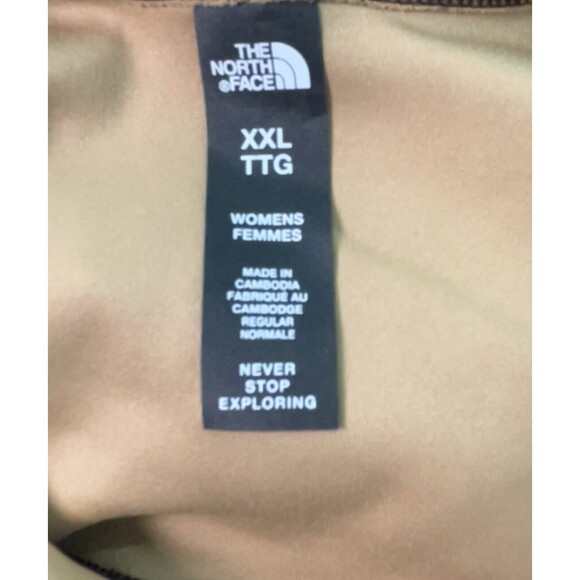 THE
NORTH
®FACE
XXL
TTG
WOMENS
FEMMES
MADE IN
CAMBODIA
FABRIQUÉ AU
CAMBODGE
REGULAR
NORMALE
NEVER
STOP
EXPLORING